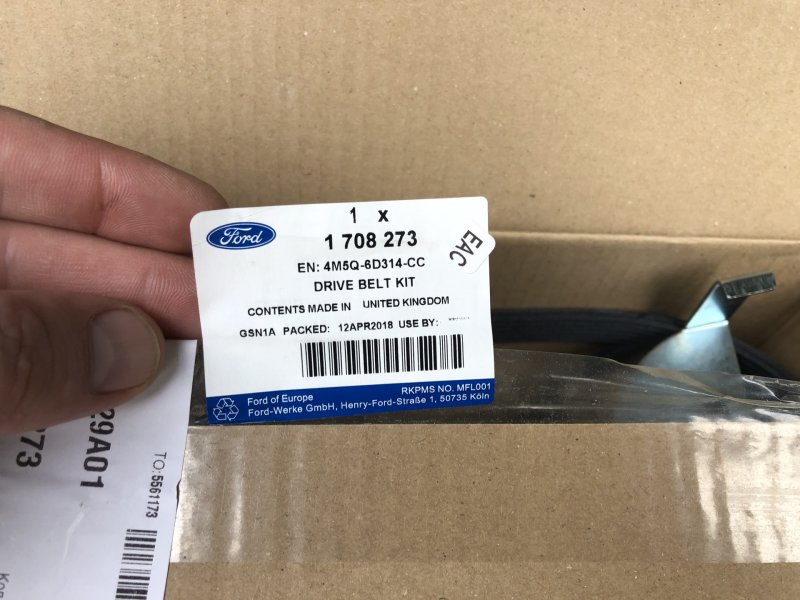 1 x
Ford
1 708 273
EAC
EN: 4M5Q-6D314-CC
DRIVE BELT KIT
CONTENTS MADE IN UNITED KINGDOM
GSN1A PACKED: 12APR2018 USE BY:
RKPMS NO. MFL001
Ford of Europe
Ford-Werke GmbH, Henry-Ford-Straße 1, 50735 Köln
29A01
273
TO:5561173